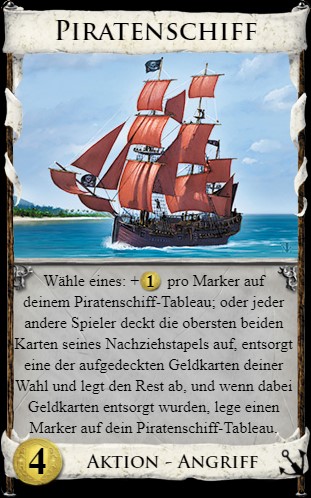 Piratenschiff
Wähle eines: +1 pro Marker auf
deinem Piratenschiff-Tableau; oder jeder
andere Spieler deckt die obersten beiden
Karten seines Nachziehstapels auf, entsorgt
eine der aufgedeckten Geldkarten deiner
Wahl und legt den Rest ab, und wenn dabei
Geldkarten entsorgt wurden, lege einen
Marker auf dein Piratenschiff-Tableau.
4 Aktion - Angriff